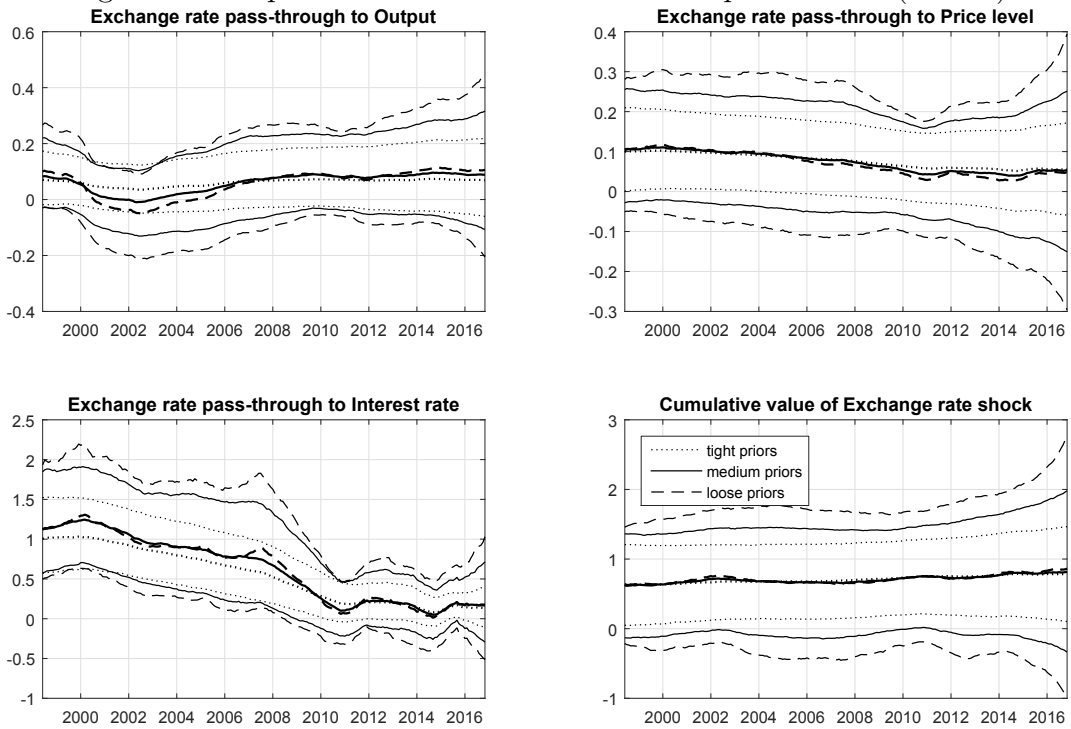 Exchange rate pass-through to Output
0.6
0.4
0.2
0
-0.2
-0.4
2000 2002 2004 2006 2008 2010 2012 2014 2016
Exchange rate pass-through to Price level
0.4
0.3
0.2
0.1
0
-0.1
-0.2
-0.3
2000 2002 2004 2006 2008 2010 2012 2014 2016
Exchange rate pass-through to Interest rate
2.5
2
1.5
1
0.5
0
-0.5
-1
2000 2002 2004 2006 2008 2010 2012 2014 2016
Cumulative value of Exchange rate shock
3
2
1
0
-1
tight priors
medium priors
loose priors
2000 2002 2004 2006 2008 2010 2012 2014 2016